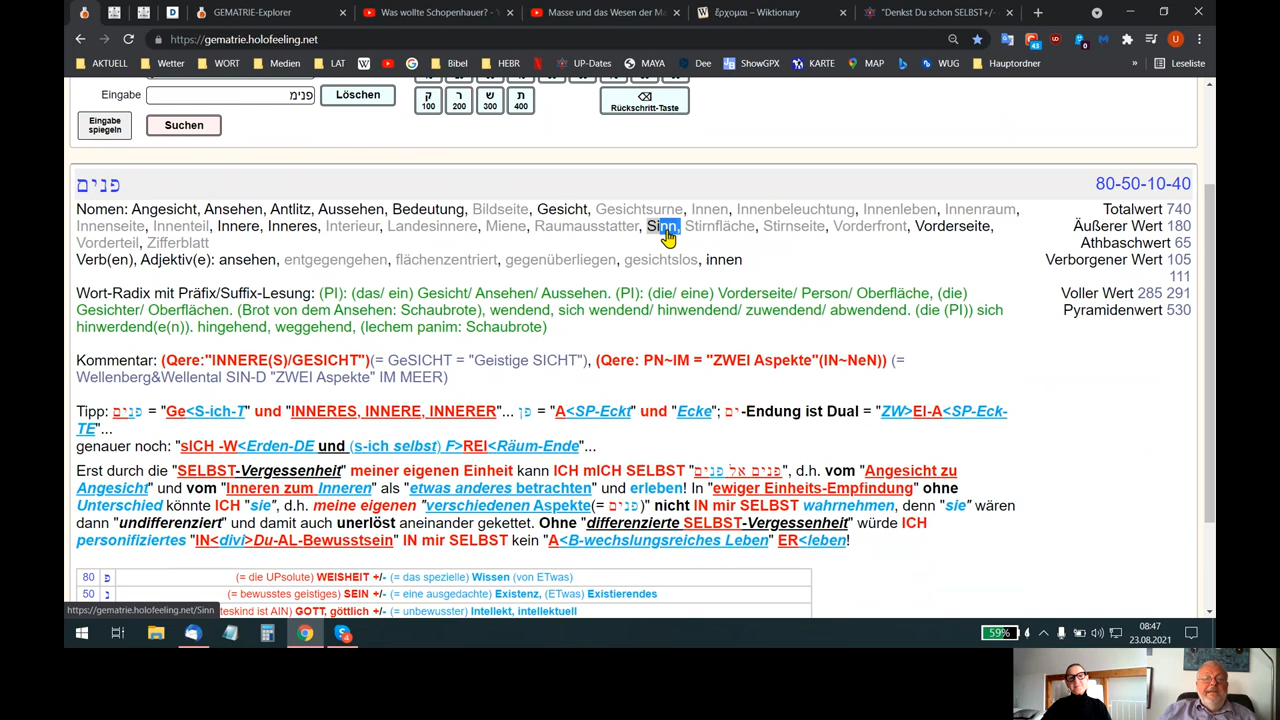 GEMATRIE-Explorer
Was wollte Schopenhauer? - Y
Masse und das Wesen der Ma
ἔρχομαι – Wiktionary
"Denkst Du schon SELBST+/-
https://gematrie.holofeeling.net
AKTUELL Wetter WORT Medien LAT Bibel HEBR UP-Dates MAYA Dee ShowGPX KARTE MAP WUG Hauptordner » Leseliste
Eingabe פנימ Löschen
ק ר ש ת
100 200 300 400
Rückschritt-Taste
Eingabe spiegeln
Suchen
פנים 80-50-10-40
Nomen: Angesicht, Ansehen, Antlitz, Aussehen, Bedeutung, Bildseite, Gesicht, Gesichtsurne, Innen, Innenbeleuchtung, Innenleben, Innenraum,
Innenseite, Innenteil, Innere, Inneres, Interieur, Landesinnere, Miene, Raumausstatter, Sinn, Stirnfläche, Stirnseite, Vorderfront, Vorderseite,
Vorderteil, Zifferblatt
Verb(en), Adjektiv(e): ansehen, entgegengehen, flächenzentriert, gegenüberliegen, gesichtslos, innen
Totalwert 740
Äußerer Wert 180
Athbaschwert 65
Verborgener Wert 105
111
Voller Wert 285 291
Pyramidenwert 530
Wort-Radix mit Präfix/Suffix-Lesung: (PI): (das/ ein) Gesicht/ Ansehen/ Aussehen. (PI): (die/ eine) Vorderseite/ Person/ Oberfläche, (die)
Gesichter/ Oberflächen. (Brot von dem Ansehen: Schaubrote), wendend, sich wendend/ hinwendend/ zuwendend/ abwendend. (die (PI)) sich
hinwerdend(e(n)). hingehend, weggehend, (lechem panim: Schaubrote)
Kommentar: (Qere:"INNERE(S)/GESICHT")(= GeSICHT = "Geistige SICHT"), (Qere: PN~IM = "ZWEI Aspekte"(IN~NeN)) (=
Wellenberg&Wellental SIN-D "ZWEI Aspekte" IM MEER)
Tipp: פנים = "Ge<S-ich-T" und "INNERES, INNERE, INNERER"... פן = "A<SP-Eckt" und "Ecke"; ים-Endung ist Dual = "ZW>EI-A<SP-Eck-
TE"...
genauer noch: "sICH -W<Erden-DE und (s-ich selbst) F>REI<Räum-Ende"...
Erst durch die "SELBST-Vergessenheit" meiner eigenen Einheit kann ICH mICH SELBST "פנים אל פנים", d.h. vom "Angesicht zu
Angesicht" und vom "Inneren zum Inneren" als "etwas anderes betrachten" und erleben! In "ewiger Einheits-Empfindung" ohne
Unterschied könnte ICH "sie", d.h. meine eigenen "verschiedenen Aspekte(= פנים)" nicht IN mir SELBST wahrnehmen, denn "sie" wären
dann "undifferenziert" und damit auch unerlöst aneinander gekettet. Ohne "differenzierte SELBST-Vergessenheit" würde ICH
personifiziertes "IN<divi>Du-AL-Bewusstsein" IN mir SELBST kein "A<B-wechslungsreiches Leben" ER<leben!
80 פ (= die UPsolute) WEISHEIT +/- (= das spezielle) Wissen (von ETwas)
50 נ (= bewusstes geistiges) SEIN +/- (= eine ausgedachte) Existenz, (ETwas) Existierendes
teskind ist AIN) GOTT, göttlich +/- (= unbewusster) Intellekt, intellektuell
https://gematrie.holofeeling.net/Sinn
59%
08:47
23.08.2021